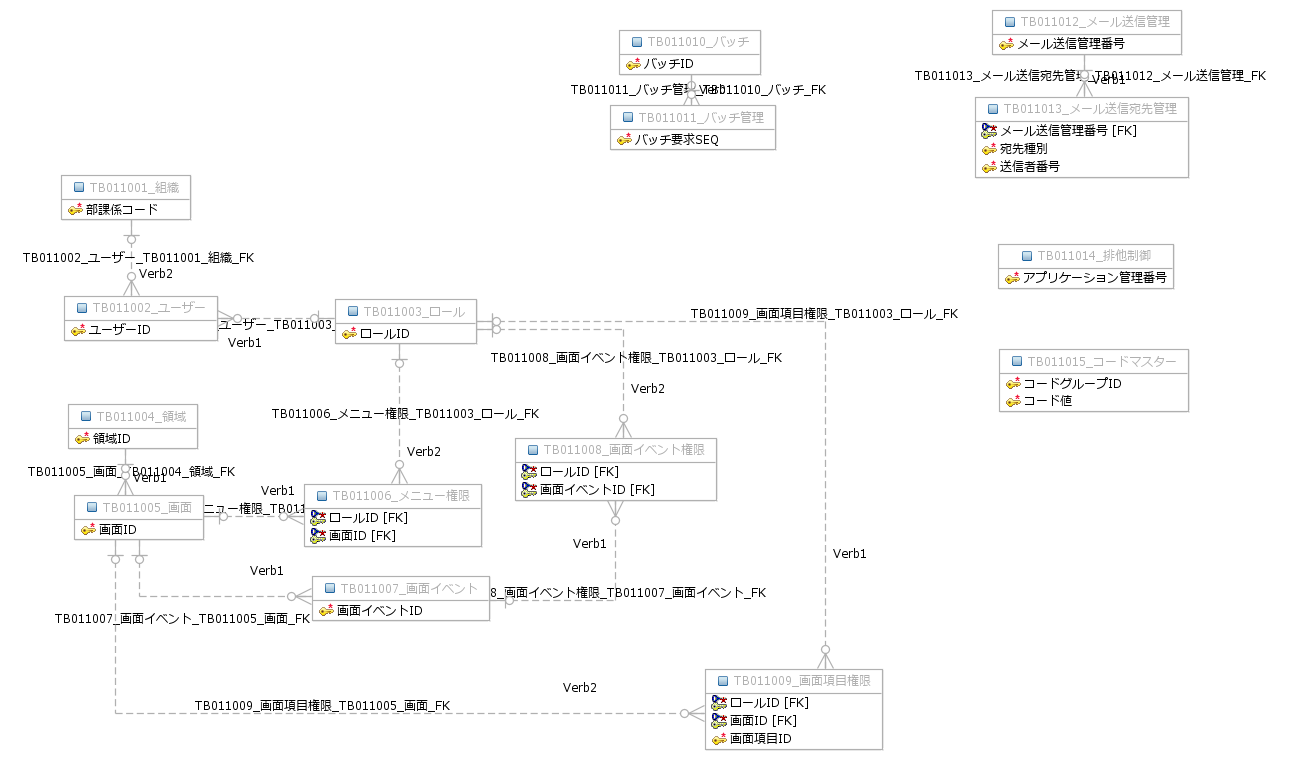 TB011012_メール送信管理
メール送信管理番号
TB011013_メール送信宛先管理_TB011012_メール送信管理_FK
Verb1
TB011013_メール送信宛先管理
メール送信管理番号 [FK]
宛先種別
送信者番号
TB011010_バッチ
バッチID
TB011011_バッチ管理_TB011010_バッチ_FK
Verb
TB011011_バッチ管理
バッチ要求SEQ
TB011001_組織
部課係コード
TB011002_ユーザー_TB011001_組織_FK
Verb2
TB011002_ユーザー
ユーザーID
_ユーザー_TB011003_
Verb1
TB011003_ロール
ロールID
TB011009_画面項目権限_TB011003_ロール_FK
TB011008_画面イベント権限_TB011003_ロール_FK
Verb2
TB011014_排他制御
アプリケーション管理番号
TB011015_コードマスター
コードグループID
コード値
TB011006_メニュー権限_TB011003_ロール_FK
Verb2
TB011004_領域
領域ID
TB011005_画面_TB011004_領域_FK
Verb1
TB011005_画面
画面ID
ニュー権限_TB011
Verb1
TB011006_メニュー権限
ロールID [FK]
画面ID [FK]
TB011008_画面イベント権限
ロールID [FK]
画面イベントID [FK]
Verb1
Verb1
Verb1
TB011007_画面イベント
画面イベントID
8_画面イベント権限_TB011007_画面イベント_FK
TB011007_画面イベント_TB011005_画面_FK
Verb2
TB011009_画面項目権限_TB011005_画面_FK
TB011009_画面項目権限
ロールID [FK]
画面ID [FK]
画面項目ID